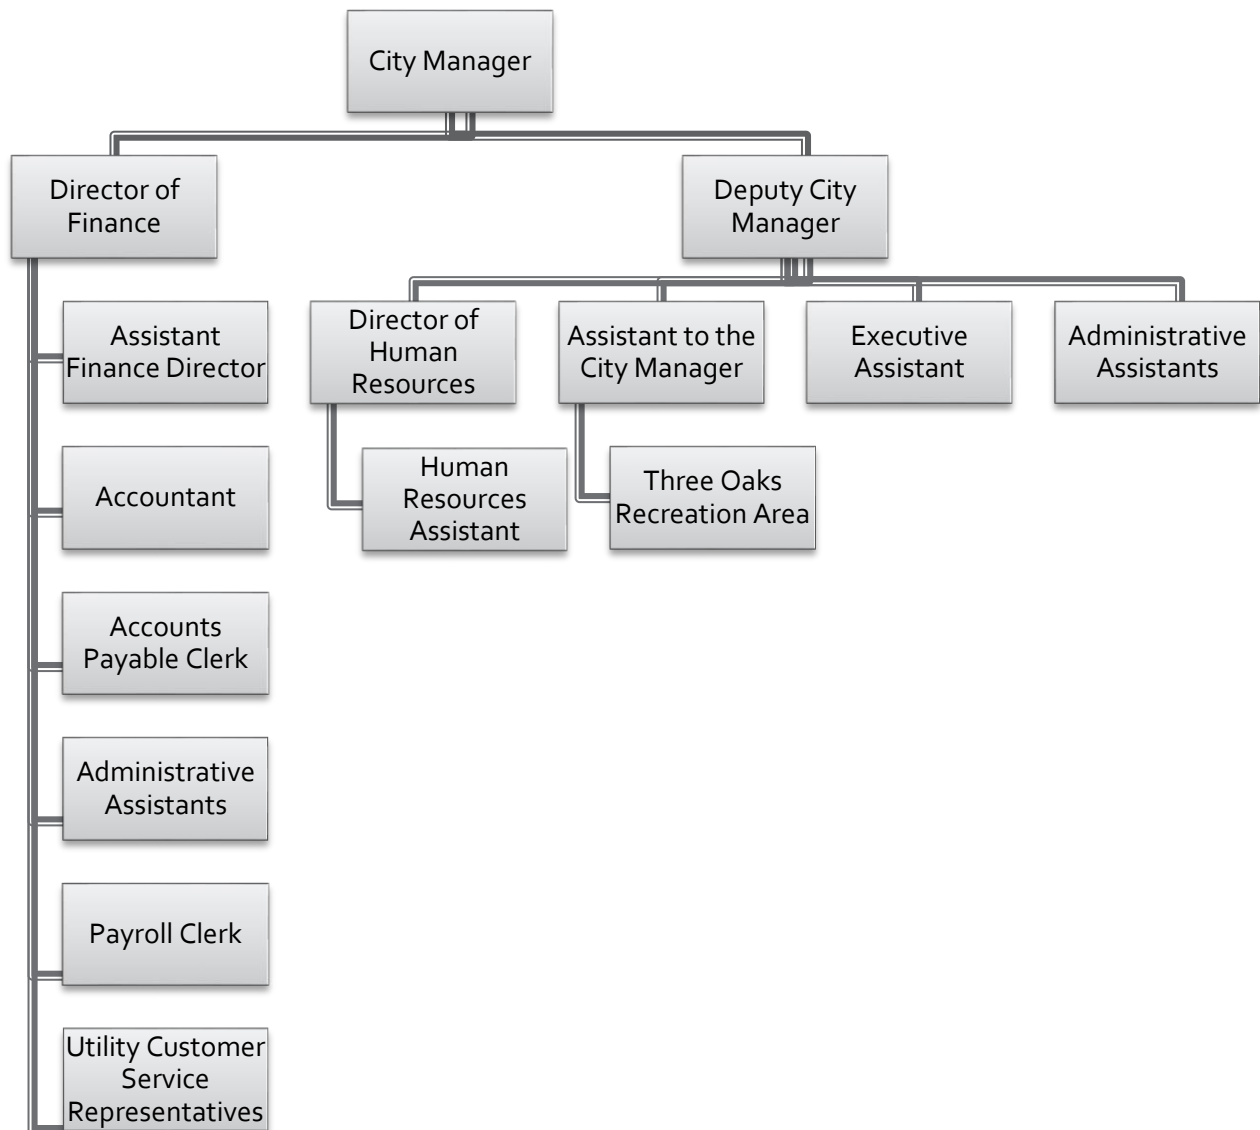 City Manager
Director of
Finance
Deputy City
Manager
Assistant
Finance Director
Director of
Human
Resources
Assistant to the
City Manager
Executive
Assistant
Administrative
Assistants
Accountant
Human
Resources
Assistant
Three Oaks
Recreation Area
Accounts
Payable Clerk
Administrative
Assistants
Payroll Clerk
Utility Customer
Service
Representatives